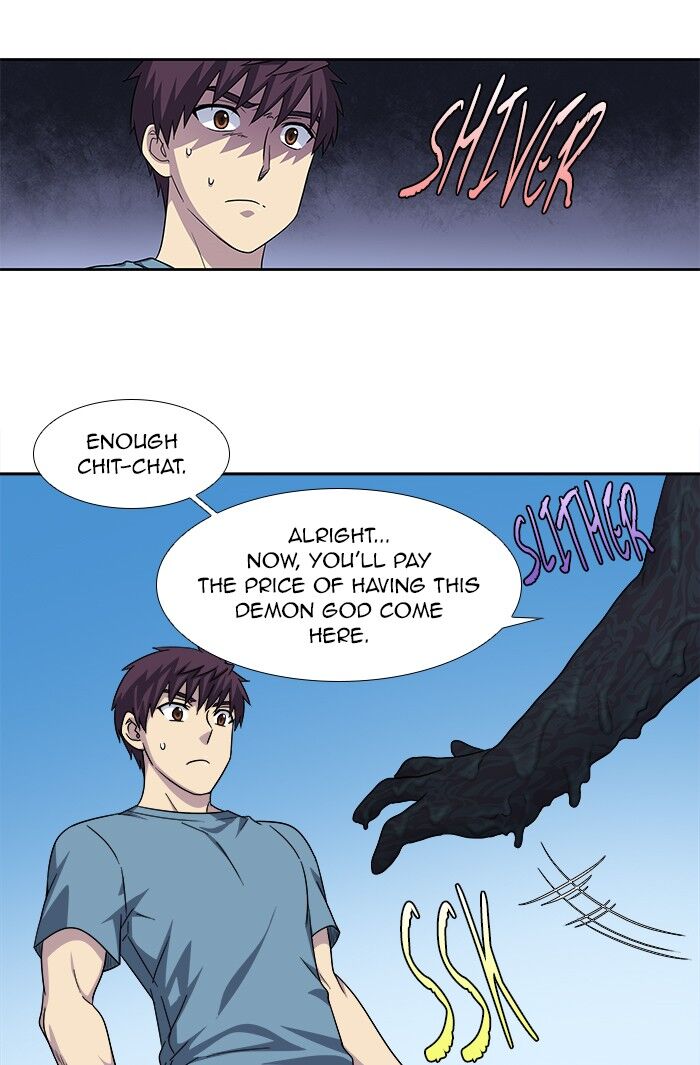 SHIVER
ENOUGH
CHIT-CHAT.
SLITHER
ALRIGHT...
NOW, YOU'LL PAY
THE PRICE OF HAVING THIS
DEMON GOD COME
HERE.
SSK